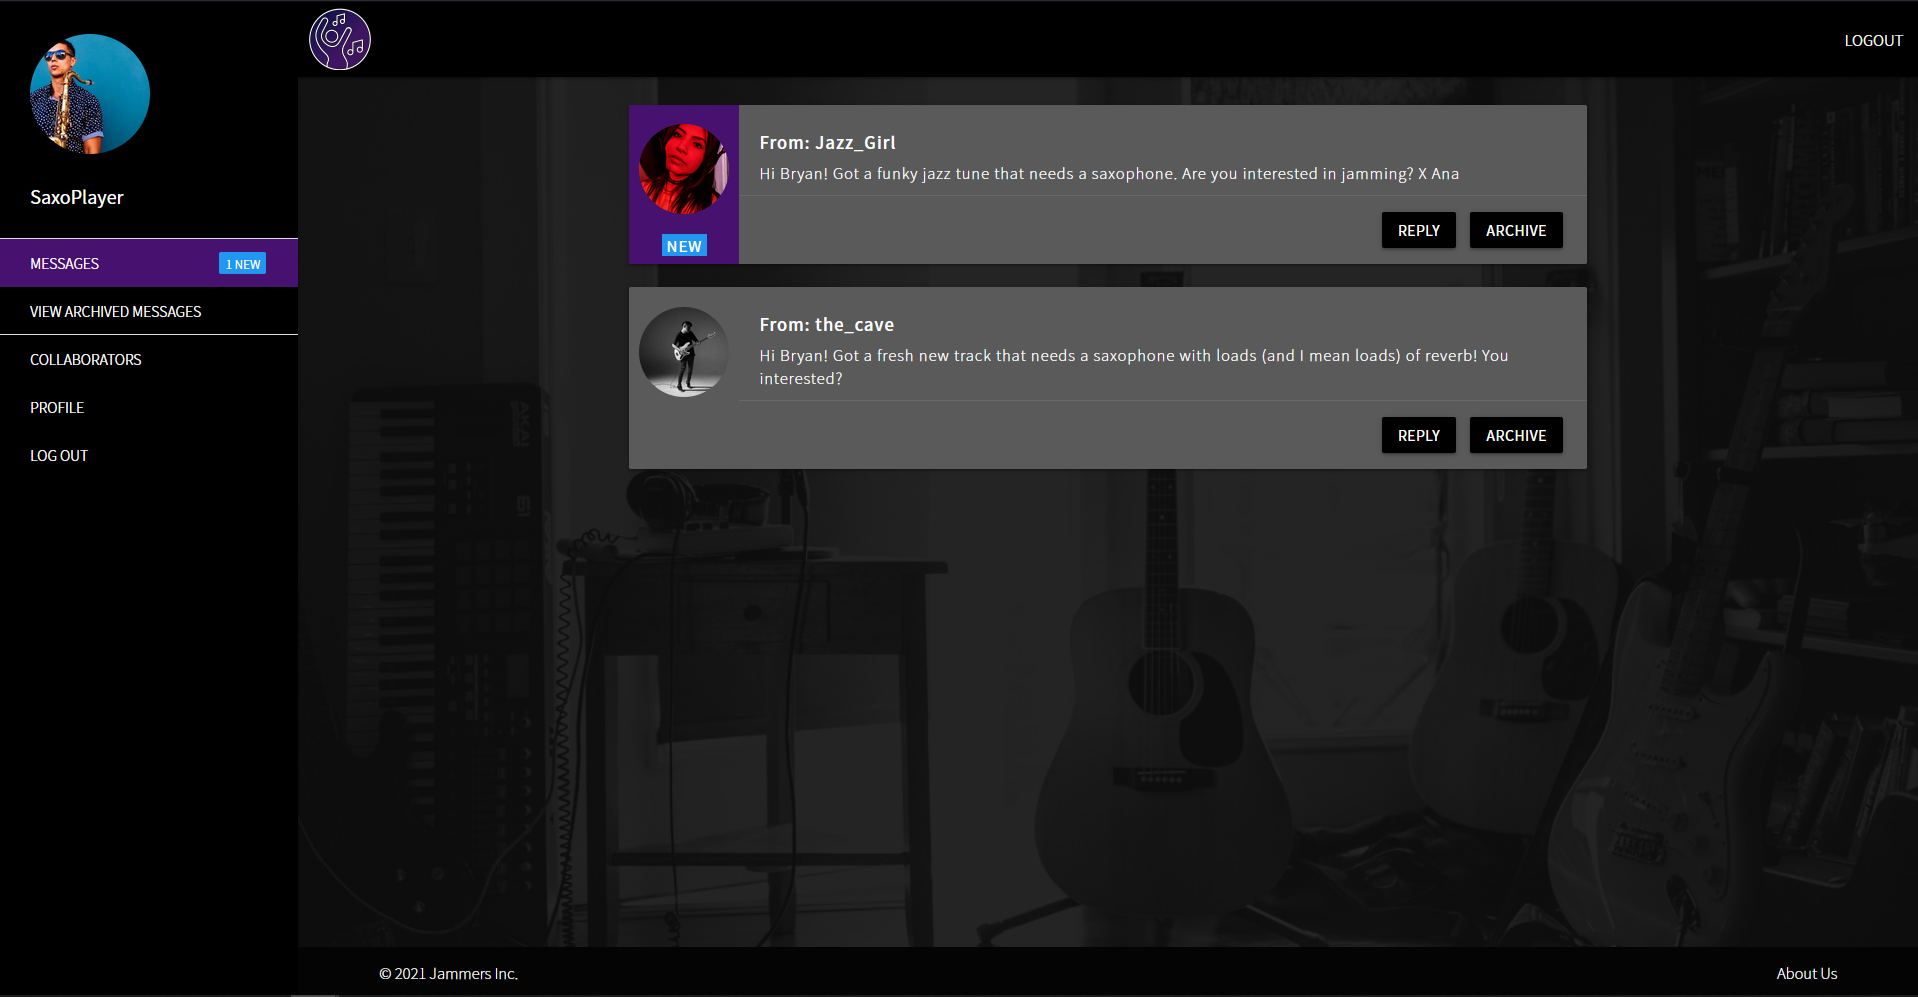 LOGOUT
SaxoPlayer
MESSAGES
1 NEW
VIEW ARCHIVED MESSAGES
COLLABORATORS
PROFILE
LOG OUT
From: Jazz_Girl
Hi Bryan! Got a funky jazz tune that needs a saxophone. Are you interested in jamming? X Ana
NEW
REPLY
ARCHIVE
From: the_cave
Hi Bryan! Got a fresh new track that needs a saxophone with loads (and I mean loads) of reverb! You
interested?
REPLY
ARCHIVE
AKAI
© 2021 Jammers Inc.
About Us